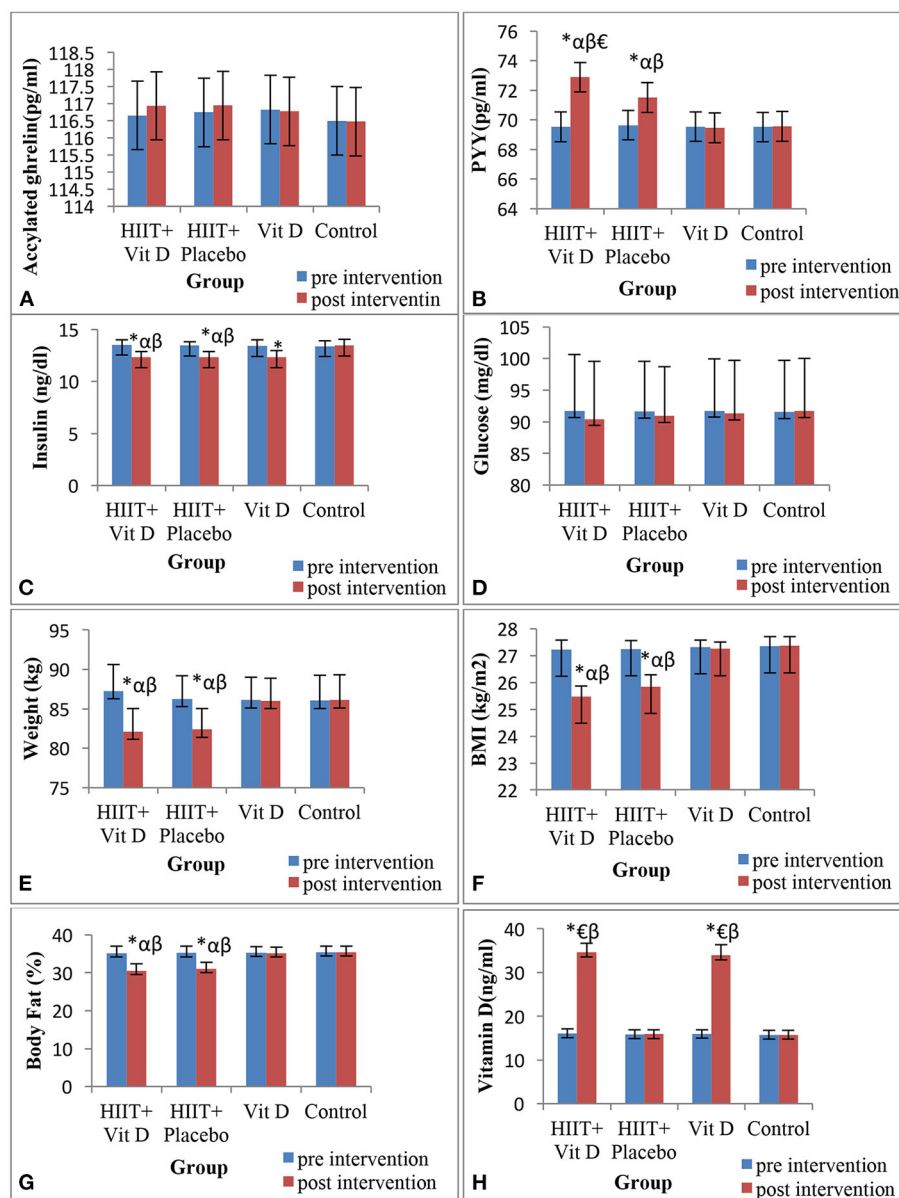 Accylated ghrelin(pg/ml)
118.5
118
117.5
117
116.5
116
115.5
115
114.5
114
HIIT+ Vit D
HIIT+ Placebo
Vit D
Control
Group
pre intervention
post interventin
A
PYY(pg/ml)
76
74
72
70
68
66
64
*αβ€
*αβ
HIIT+ Vit D
HIIT+ Placebo
Vit D
Control
Group
pre intervention
post intervention
B
Insulin (ng/dl)
15
10
5
0
*αβ
*αβ
*
HIIT+ Vit D
HIIT+ Placebo
Vit D
Control
Group
pre intervention
post intervention
C
Glucose (mg/dl)
105
100
95
90
85
80
HIIT+ Vit D
HIIT+ Placebo
Vit D
Control
Group
pre intervention
post intervention
D
Weight (kg)
95
90
85
80
75
*αβ
*αβ
HIIT+ Vit D
HIIT+ Placebo
Vit D
Control
Group
pre intervention
post intervention
E
BMI (kg/m2)
28
27
26
25
24
23
22
*αβ
*αβ
HIIT+ Vit D
HIIT+ Placebo
Vit D
Control
Group
pre intervention
post intervention
F
Body Fat (%)
40
30
20
10
0
*αβ
*αβ
HIIT+ Vit D
HIIT+ Placebo
Vit D
Control
Group
pre intervention
post intervention
G
Vitamin D(ng/ml)
40
30
20
10
0
*€β
*€β
HIIT+ Vit D
HIIT+ Placebo
Vit D
Control
Group
pre intervention
post intervention
H